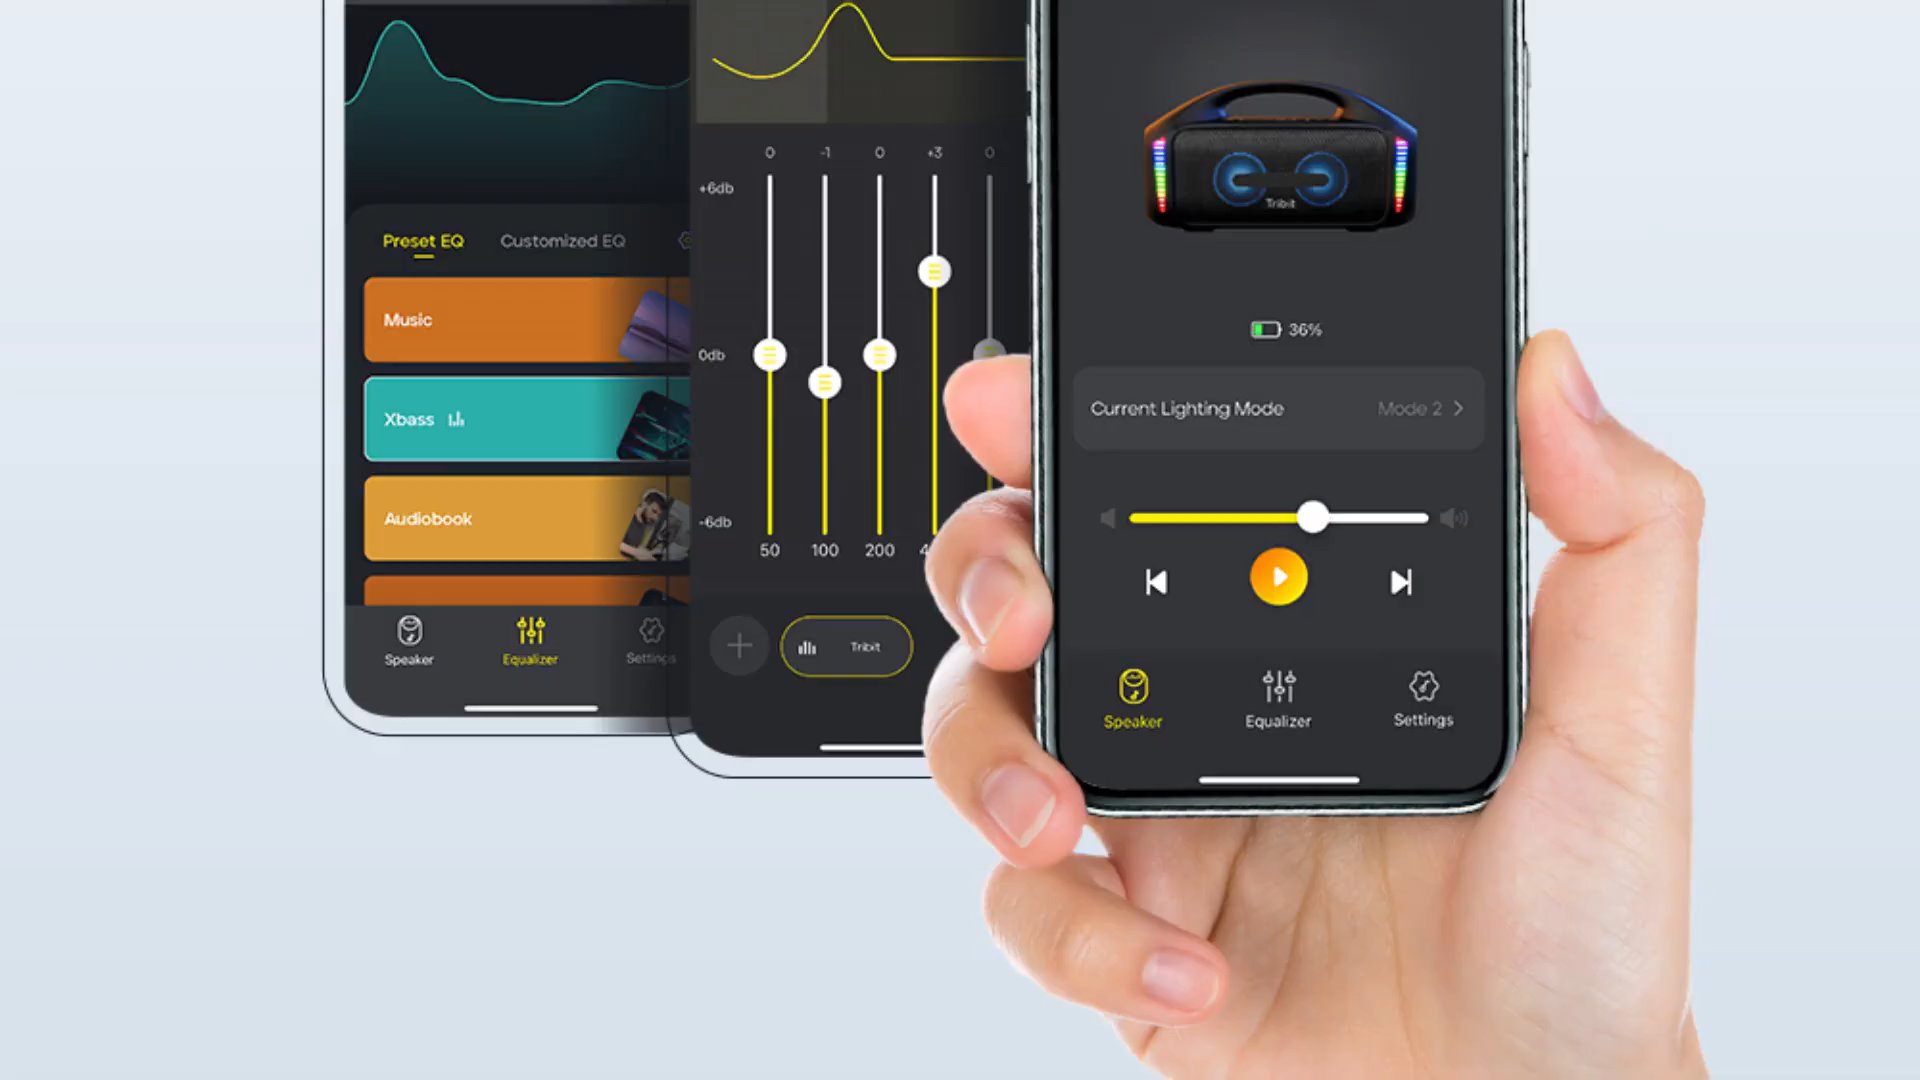 Preset EQ
Customized EQ
Music
Xbass
Audiobook
Speaker
Equalizer
Settings
0
-1
0
+3
0
+6db
0db
-6db
50
100
200
Tribit
Tribit
36%
Current Lighting Mode
Mode 2
Speaker
Equalizer
Settings